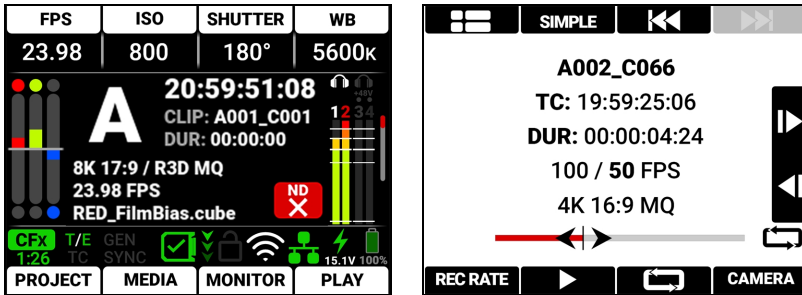 FPS ISO SHUTTER WB
23.98 800 180° 5600K
A
20:59:51:08
CLIP: A001_C001
DUR: 00:00:00
+48V
1 2 3 4
8K 17:9 / R3D MQ
23.98 FPS
RED_FilmBias.cube
ND
CFX T/E GEN
1:26 TC SYNC
15.1V 100%
PROJECT MEDIA MONITOR PLAY
SIMPLE
A002_C066
TC: 19:59:25:06
DUR: 00:00:04:24
100 / 50 FPS
4K 16:9 MQ
REC RATE CAMERA